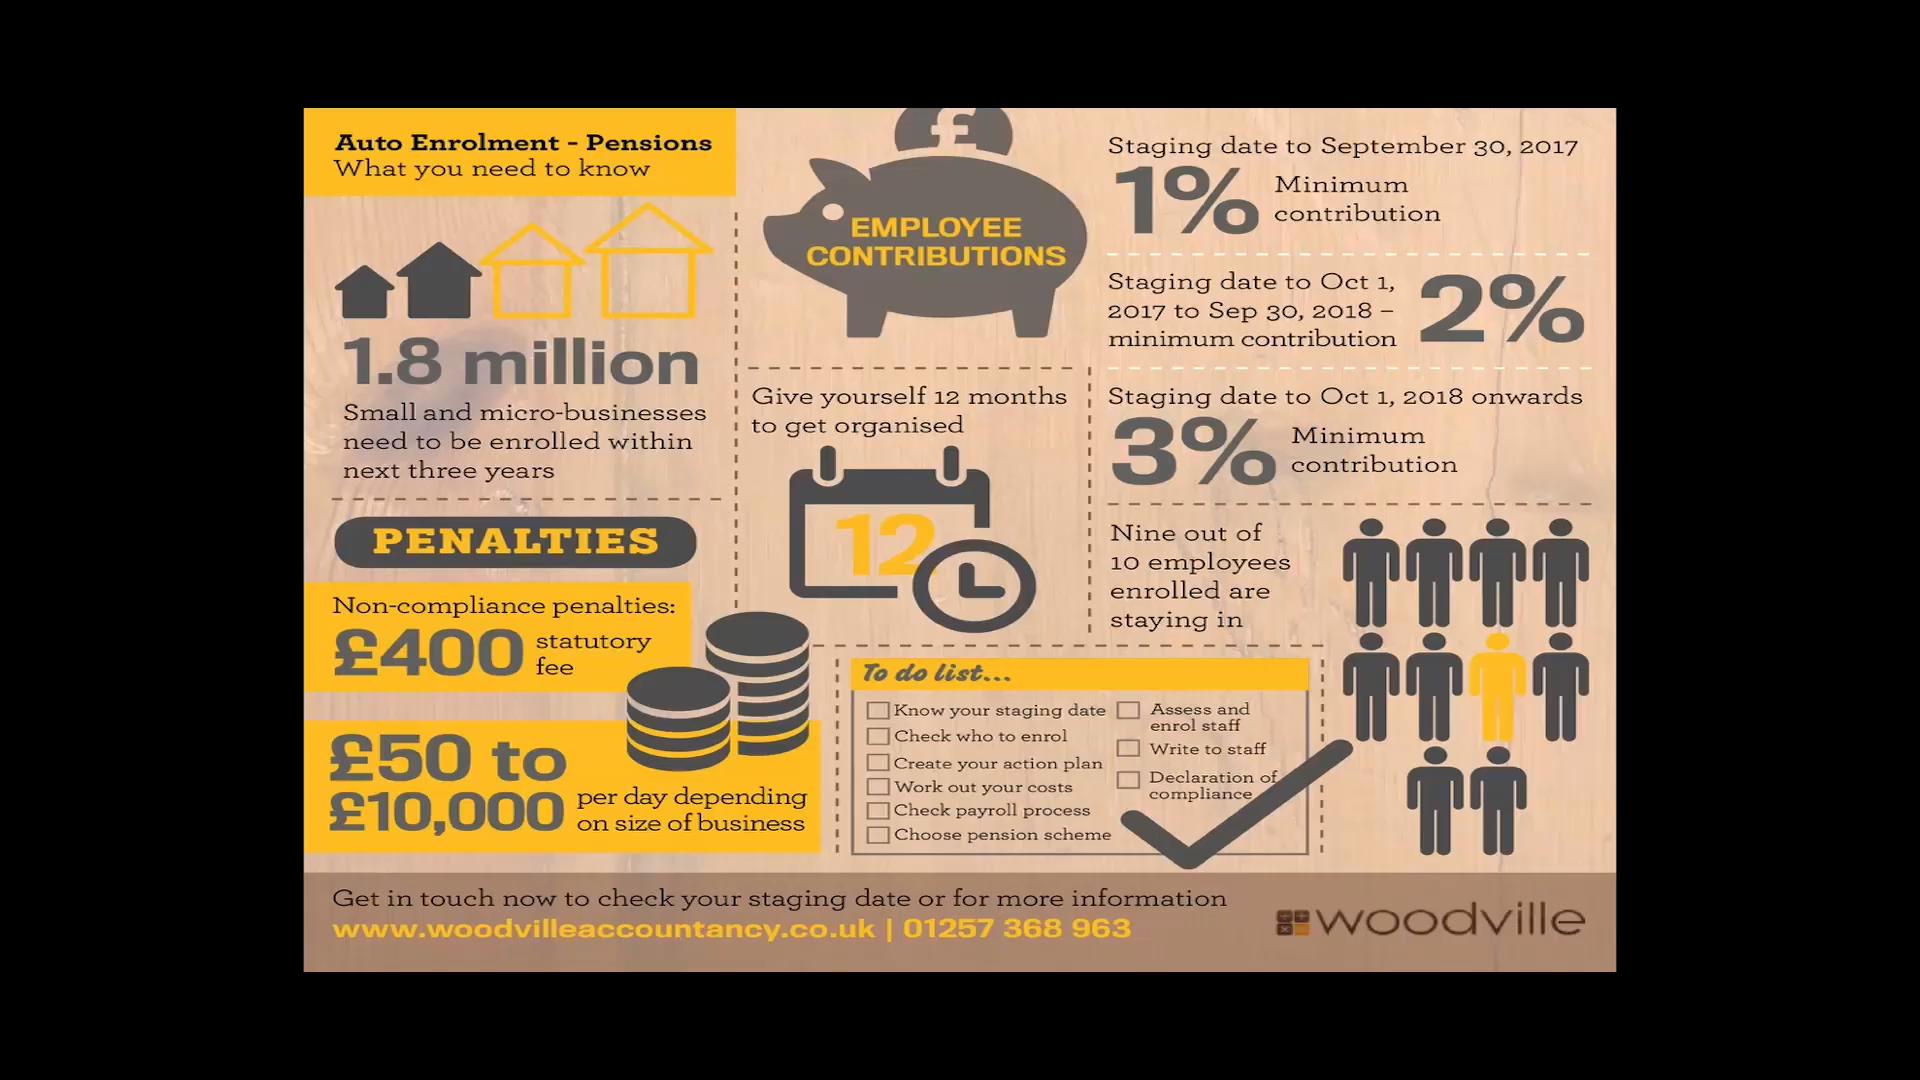 Auto Enrolment - Pensions
What you need to know
1.8 million
Small and micro-businesses
need to be enrolled within
next three years
PENALTIES
Non-compliance penalties:
£400 statutory
fee
£50 to
£10,000 per day depending
on size of business
£
EMPLOYEE
CONTRIBUTIONS
Give yourself 12 months
to get organised
12
Staging date to September 30, 2017
1% Minimum
contribution
Staging date to Oct 1,
2017 to Sep 30, 2018 –
minimum contribution
2%
Staging date to Oct 1, 2018 onwards
3% Minimum
contribution
Nine out of
10 employees
enrolled are
staying in
To do list...
Know your staging date
Check who to enrol
Create your action plan
Work out your costs
Check payroll process
Choose pension scheme
Assess and
enrol staff
Write to staff
Declaration of
compliance
Get in touch now to check your staging date or for more information
www.woodvilleaccountancy.co.uk | 01257 368 963
woodville